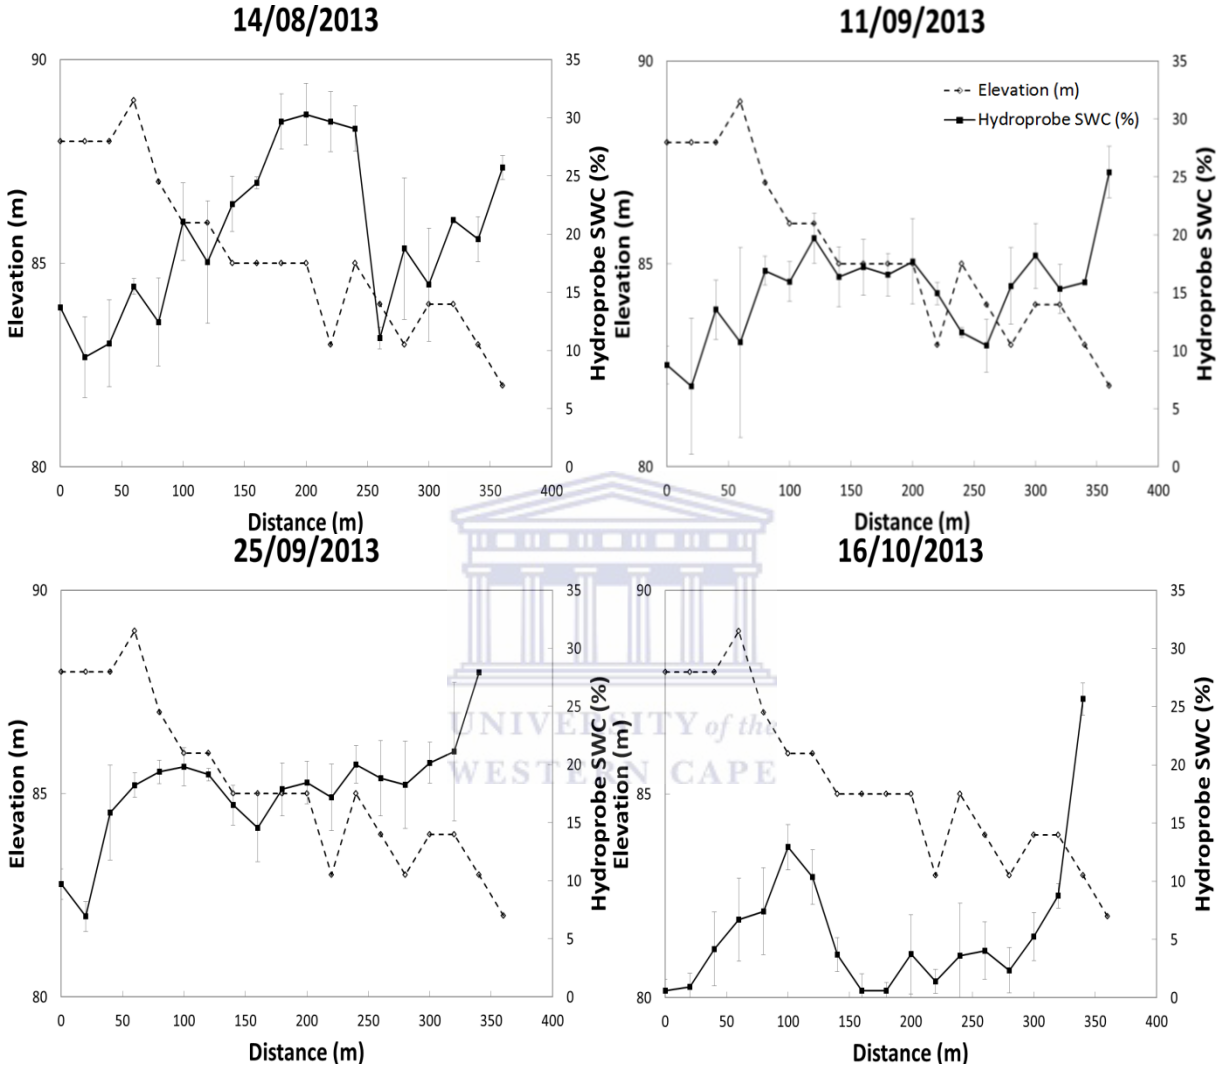 14/08/2013
90
85
80
Elevation (m)
35
30
25
20
15
10
5
0
Hydroprobe SWC (%)
0 50 100 150 200 250 300 350 400
Distance (m)
11/09/2013
90
85
80
Elevation (m)
Elevation (m)
Hydroprobe SWC (%)
35
30
25
20
15
10
5
0
Hydroprobe SWC (%)
0 50 100 150 200 250 300 350 400
Distance (m)
25/09/2013
90
85
80
Elevation (m)
35
30
25
20
15
10
5
0
Hydroprobe SWC (%)
0 50 100 150 200 250 300 350 400
Distance (m)
16/10/2013
90
85
80
Elevation (m)
35
30
25
20
15
10
5
0
Hydroprobe SWC (%)
0 50 100 150 200 250 300 350 400
Distance (m)
UNIVERSITY of the
WESTERN CAPE